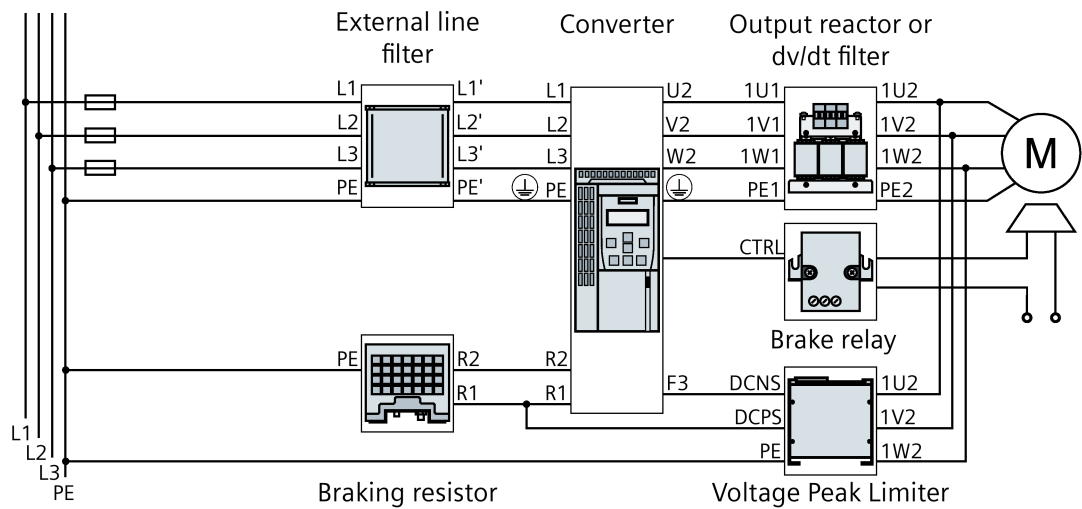 External line
filter
Converter
Output reactor or
dv/dt filter
L1 L1' L1 U2 1U1 1U2
L2 L2' L2 V2 1V1 1V2
L3 L3' L3 W2 1W1 1W2
PE PE' PE PE1 PE2
M
CTRL
Brake relay
PE R2 R2
R1 R1
F3 DCNS 1U2
DCPS 1V2
PE 1W2
L1
L2
L3
PE
Braking resistor
Voltage Peak Limiter